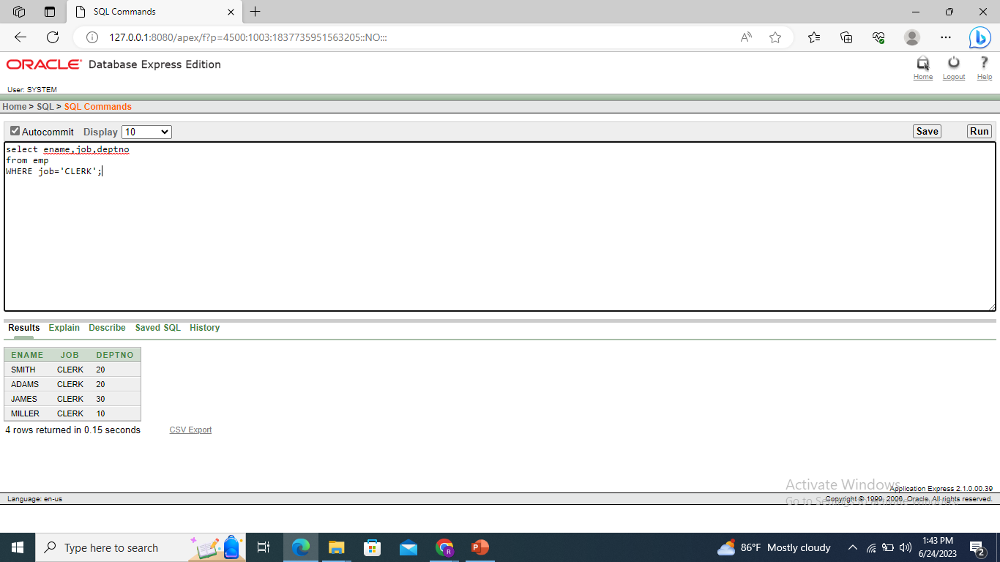 SQL Commands
127.0.0.1:8080/apex/f?p=4500:1003:1837735951563205::NO:::
ORACLE Database Express Edition
Home Logout Help
User: SYSTEM
Home > SQL > SQL Commands
Autocommit Display 10 Save Run
select ename,job,deptno
from emp
WHERE job='CLERK';
Results Explain Describe Saved SQL History
ENAME JOB DEPTNO
SMITH CLERK 20
ADAMS CLERK 20
JAMES CLERK 30
MILLER CLERK 10
4 rows returned in 0.15 seconds CSV Export
Activate Windows
Application Express 2.1.0.00.39
Go to
Language: en-us Copyright © 1999, 2006, Oracle. All rights reserved.
Type here to search 86°F Mostly cloudy 1:43 PM
6/24/2023
2